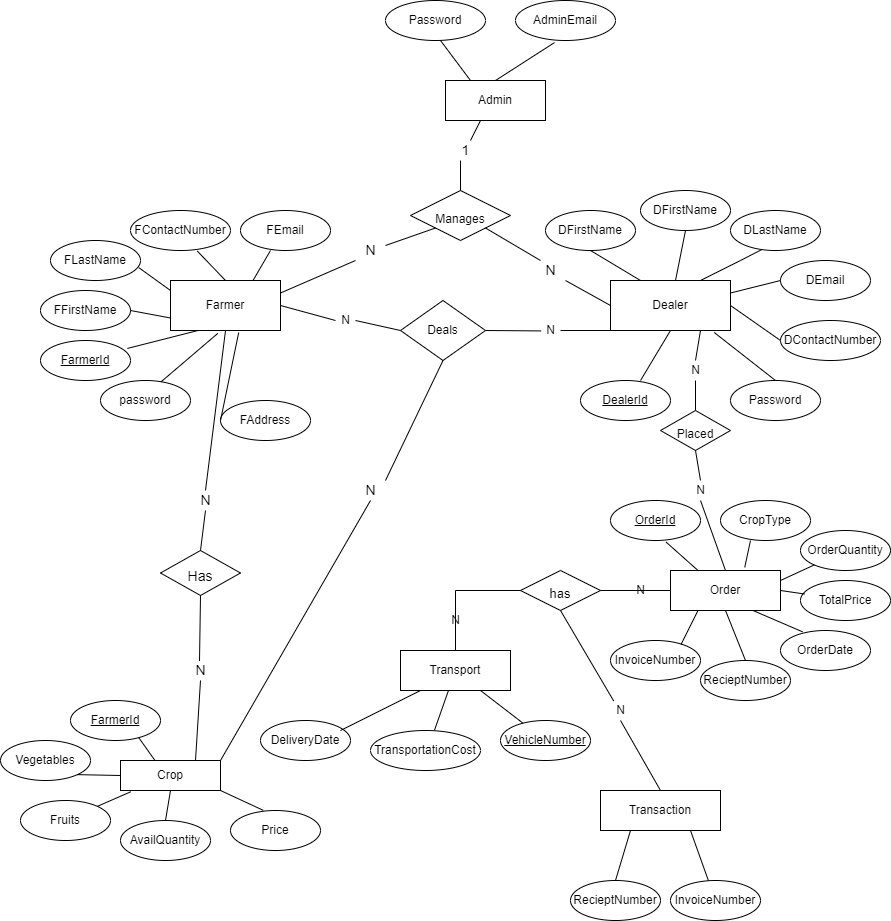 Password
AdminEmail
Admin
1
Manages
FContactNumber
FEmail
DFirstName
DFirstName
DLastName
FLastName
N
N
DEmail
FFirstName
Farmer
N
Deals
N
Dealer
DContactNumber
FarmerId
password
FAddress
N
DealerId
Password
Placed
N
N
N
OrderId
CropType
OrderQuantity
Has
has
N
Order
TotalPrice
N
InvoiceNumber
RecieptNumber
OrderDate
N
Transport
FarmerId
N
DeliveryDate
TransportationCost
VehicleNumber
Vegetables
Crop
Fruits
AvailQuantity
Price
Transaction
RecieptNumber
InvoiceNumber